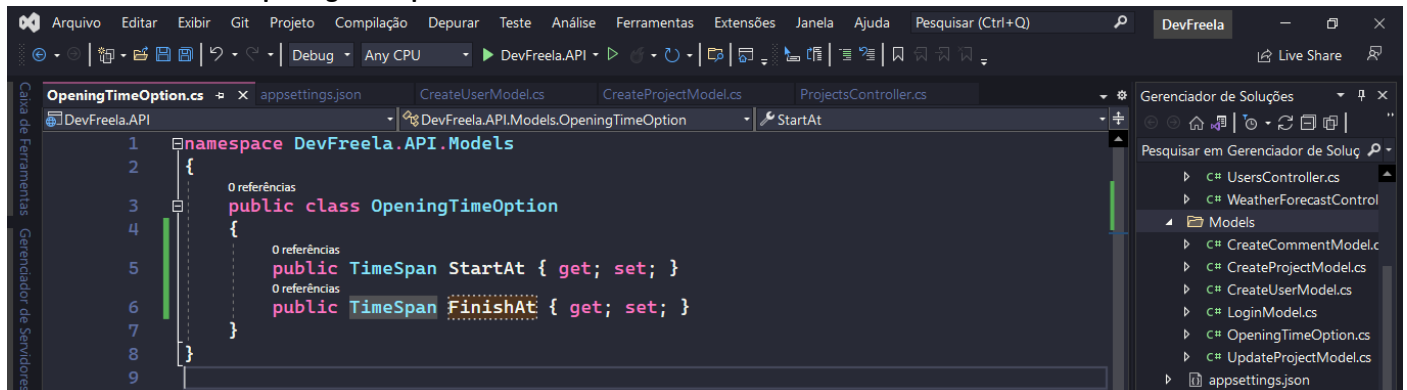 Arquivo Editar Exibir Git Projeto Compilação Depurar Teste Análise Ferramentas Extensões Janela Ajuda Pesquisar (Ctrl+Q) DevFreela
Debug Any CPU DevFreela.API Live Share
OpeningTimeOption.cs appsettings.json CreateUserModel.cs CreateProjectModel.cs ProjectsController.cs
DevFreela.API DevFreela.API.Models.OpeningTimeOption StartAt
Caixa de Ferramentas
Gerenciador de Servidores
1 namespace DevFreela.API.Models
2 {
0 referências
3 public class OpeningTimeOption
4 {
0 referências
5 public TimeSpan StartAt { get; set; }
0 referências
6 public TimeSpan FinishAt { get; set; }
7 }
8 }
9
Gerenciador de Soluções
Pesquisar em Gerenciador de Soluç
C# UsersController.cs
C# WeatherForecastControl
Models
C# CreateCommentModel.c
C# CreateProjectModel.cs
C# CreateUserModel.cs
C# LoginModel.cs
C# OpeningTimeOption.cs
C# UpdateProjectModel.cs
appsettings.json